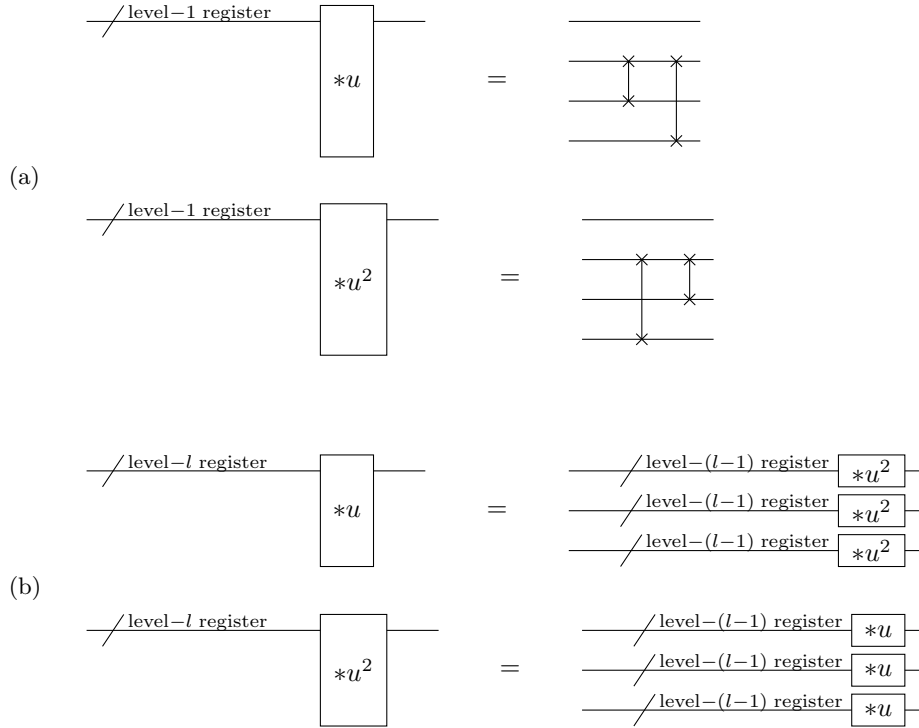 level−1 register
∗u
=
(a)
level−1 register
∗u²
=
level−l register
∗u
=
level−(l−1) register ∗u²
level−(l−1) register ∗u²
level−(l−1) register ∗u²
(b)
level−l register
∗u²
=
level−(l−1) register ∗u
level−(l−1) register ∗u
level−(l−1) register ∗u